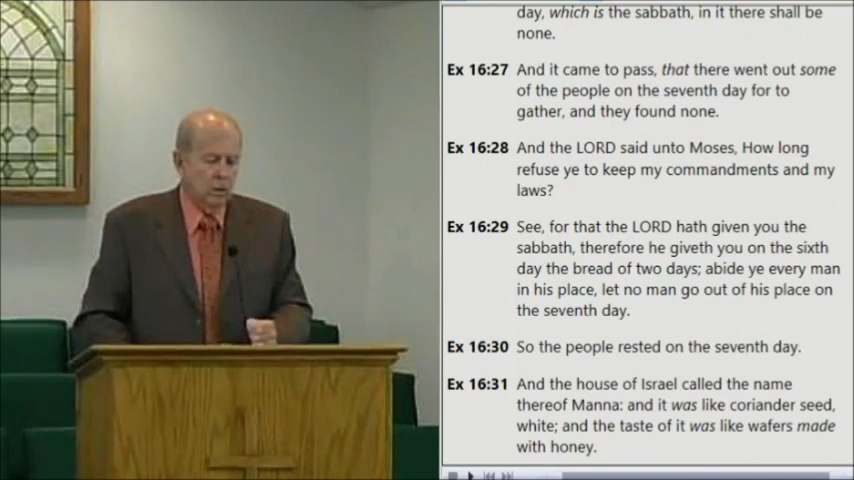 day, which is the sabbath, in it there shall be
none.
Ex 16:27 And it came to pass, that there went out some
of the people on the seventh day for to
gather, and they found none.
Ex 16:28 And the LORD said unto Moses, How long
refuse ye to keep my commandments and my
laws?
Ex 16:29 See, for that the LORD hath given you the
sabbath, therefore he giveth you on the sixth
day the bread of two days; abide ye every man
in his place, let no man go out of his place on
the seventh day.
Ex 16:30 So the people rested on the seventh day.
Ex 16:31 And the house of Israel called the name
thereof Manna: and it was like coriander seed,
white; and the taste of it was like wafers made
with honey.